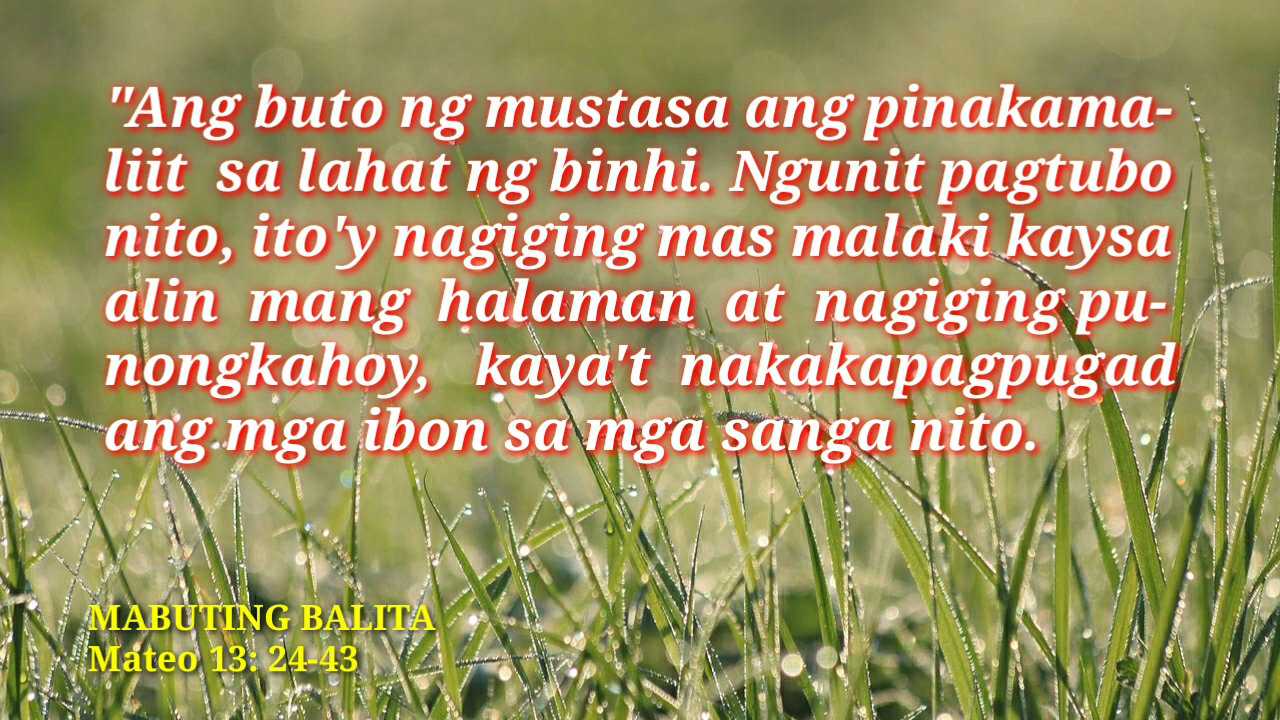 "Ang buto ng mustasa ang pinakama-
liit sa lahat ng binhi. Ngunit pagtubo
nito, ito'y nagiging mas malaki kaysa
alin mang halaman at nagiging pu-
nongkahoy, kaya't nakakapagpugad
ang mga ibon sa mga sanga nito.
MABUTING BALITA
Mateo 13: 24-43